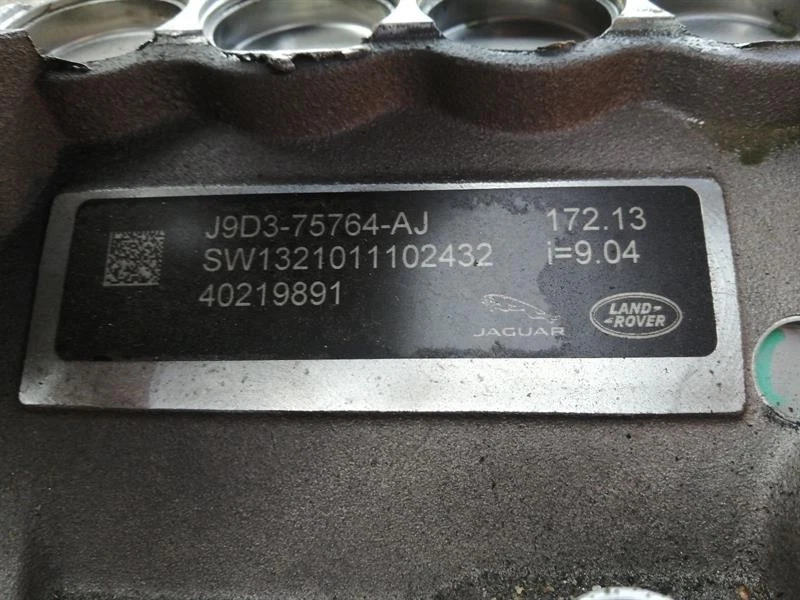 J9D3-75764-AJ 172.13
SW1321011102432 i=9.04
40219891
JAGUAR
LAND
ROVER